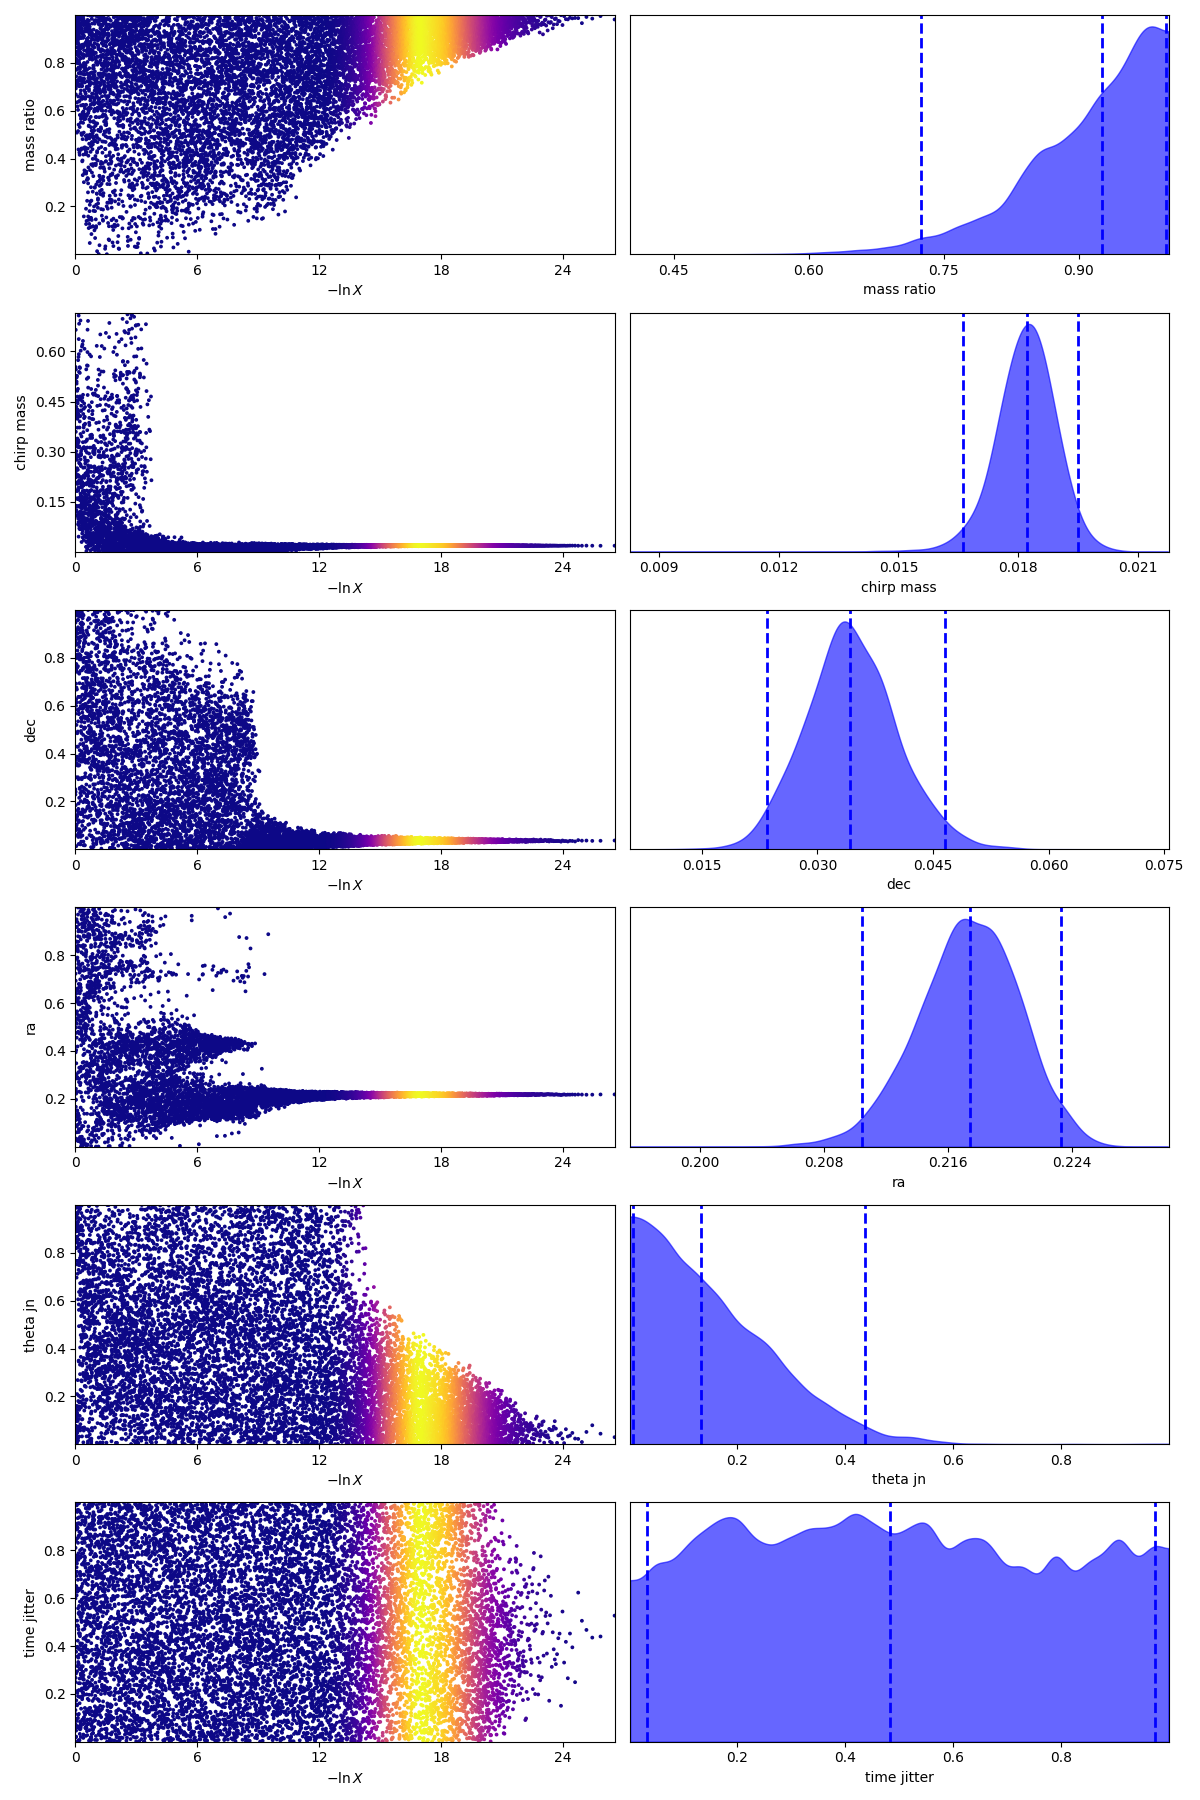 mass ratio
0.8
0.6
0.4
0.2
0 6 12 18 24
−ln X
0.45 0.60 0.75 0.90
mass ratio
chirp mass
0.60
0.45
0.30
0.15
0 6 12 18 24
−ln X
0.009 0.012 0.015 0.018 0.021
chirp mass
dec
0.8
0.6
0.4
0.2
0 6 12 18 24
−ln X
0.015 0.030 0.045 0.060 0.075
dec
ra
0.8
0.6
0.4
0.2
0 6 12 18 24
−ln X
0.200 0.208 0.216 0.224
ra
theta jn
0.8
0.6
0.4
0.2
0 6 12 18 24
−ln X
0.2 0.4 0.6 0.8
theta jn
time jitter
0.8
0.6
0.4
0.2
0 6 12 18 24
−ln X
0.2 0.4 0.6 0.8
time jitter